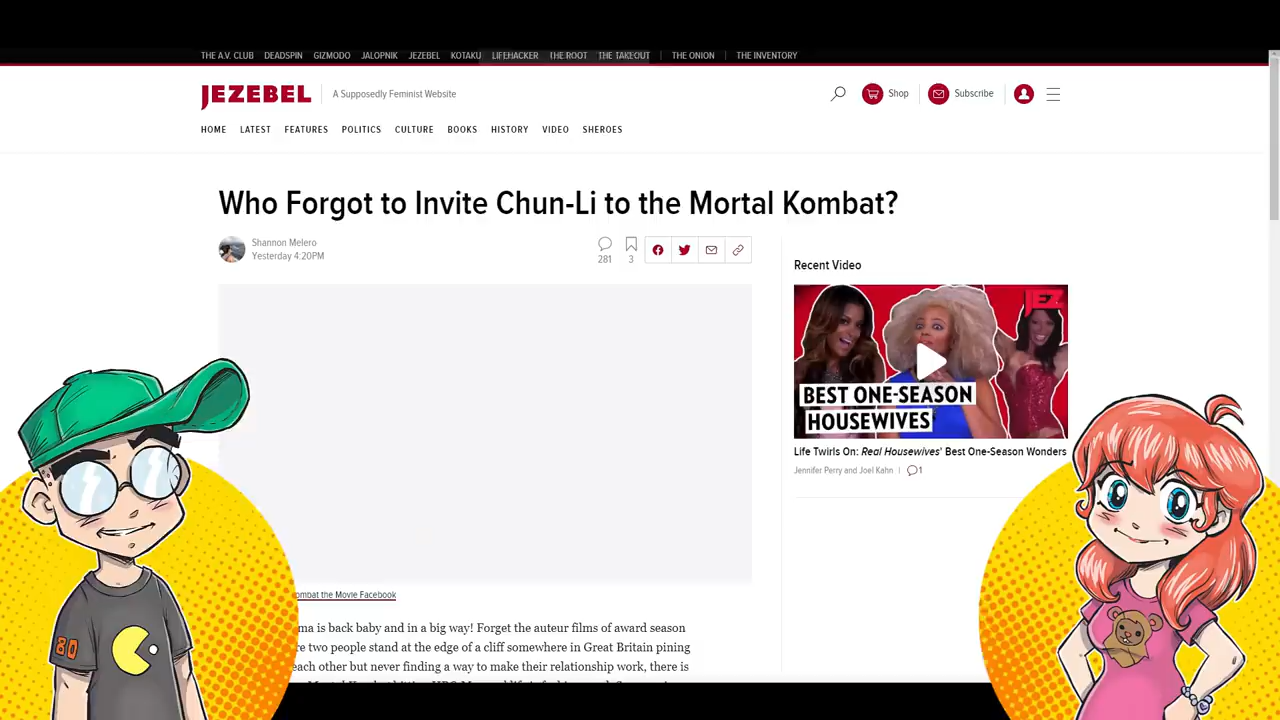 THE A.V. CLUB DEADSPIN GIZMODO JALOPNIK JEZEBEL KOTAKU LIFEHACKER THE ROOT THE TAKEOUT THE ONION THE INVENTORY
JEZEBEL A Supposedly Feminist Website Shop Subscribe
HOME LATEST FEATURES POLITICS CULTURE BOOKS HISTORY VIDEO SHEROES
Who Forgot to Invite Chun-Li to the Mortal Kombat?
Shannon Melero
Yesterday 4:20PM
281 3
Recent Video
JEZ
BEST ONE-SEASON
HOUSEWIVES
Life Twirls On: Real Housewives' Best One-Season Wonders
Jennifer Perry and Joel Kahn 1
ombat the Movie Facebook
ma is back baby and in a big way! Forget the auteur films of award season
re two people stand at the edge of a cliff somewhere in Great Britain pining
each other but never finding a way to make their relationship work, there is
80